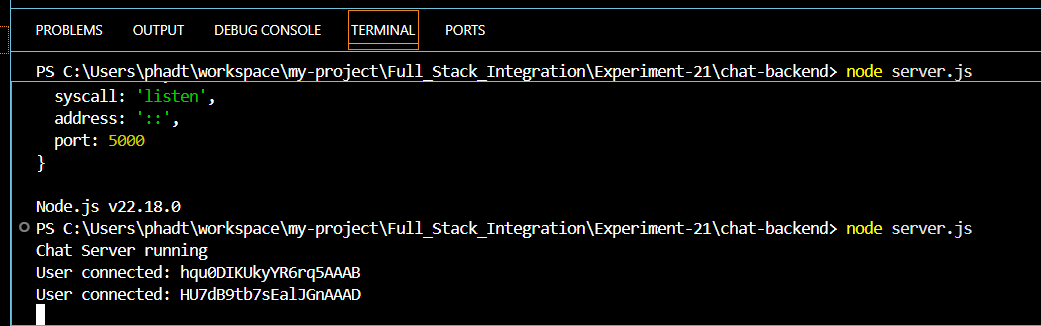 PROBLEMS OUTPUT DEBUG CONSOLE TERMINAL PORTS
PS C:\Users\phadt\workspace\my-project\Full_Stack_Integration\Experiment-21\chat-backend> node server.js
syscall: 'listen',
address: '::',
port: 5000
}
Node.js v22.18.0
PS C:\Users\phadt\workspace\my-project\Full_Stack_Integration\Experiment-21\chat-backend> node server.js
Chat Server running
User connected: hqu0DIKUkyYR6rq5AAAB
User connected: HU7dB9tb7sEalJGnAAAD